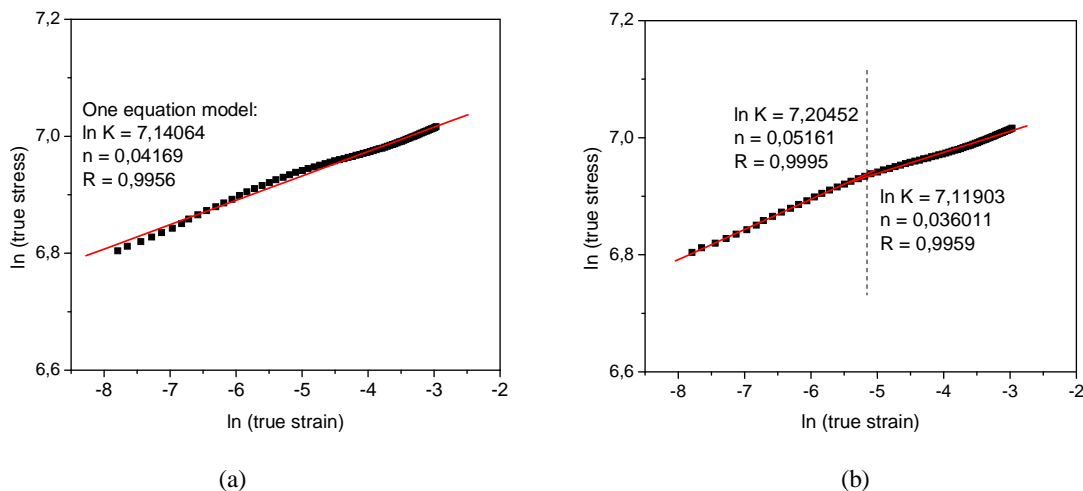 7,2
7,0
6,8
6,6
ln (true stress)
One equation model:
ln K = 7,14064
n = 0,04169
R = 0,9956
-8 -7 -6 -5 -4 -3 -2
ln (true strain)
(a)
7,2
7,0
6,8
6,6
ln (true stress)
ln K = 7,20452
n = 0,05161
R = 0,9995
ln K = 7,11903
n = 0,036011
R = 0,9959
-8 -7 -6 -5 -4 -3 -2
ln (true strain)
(b)